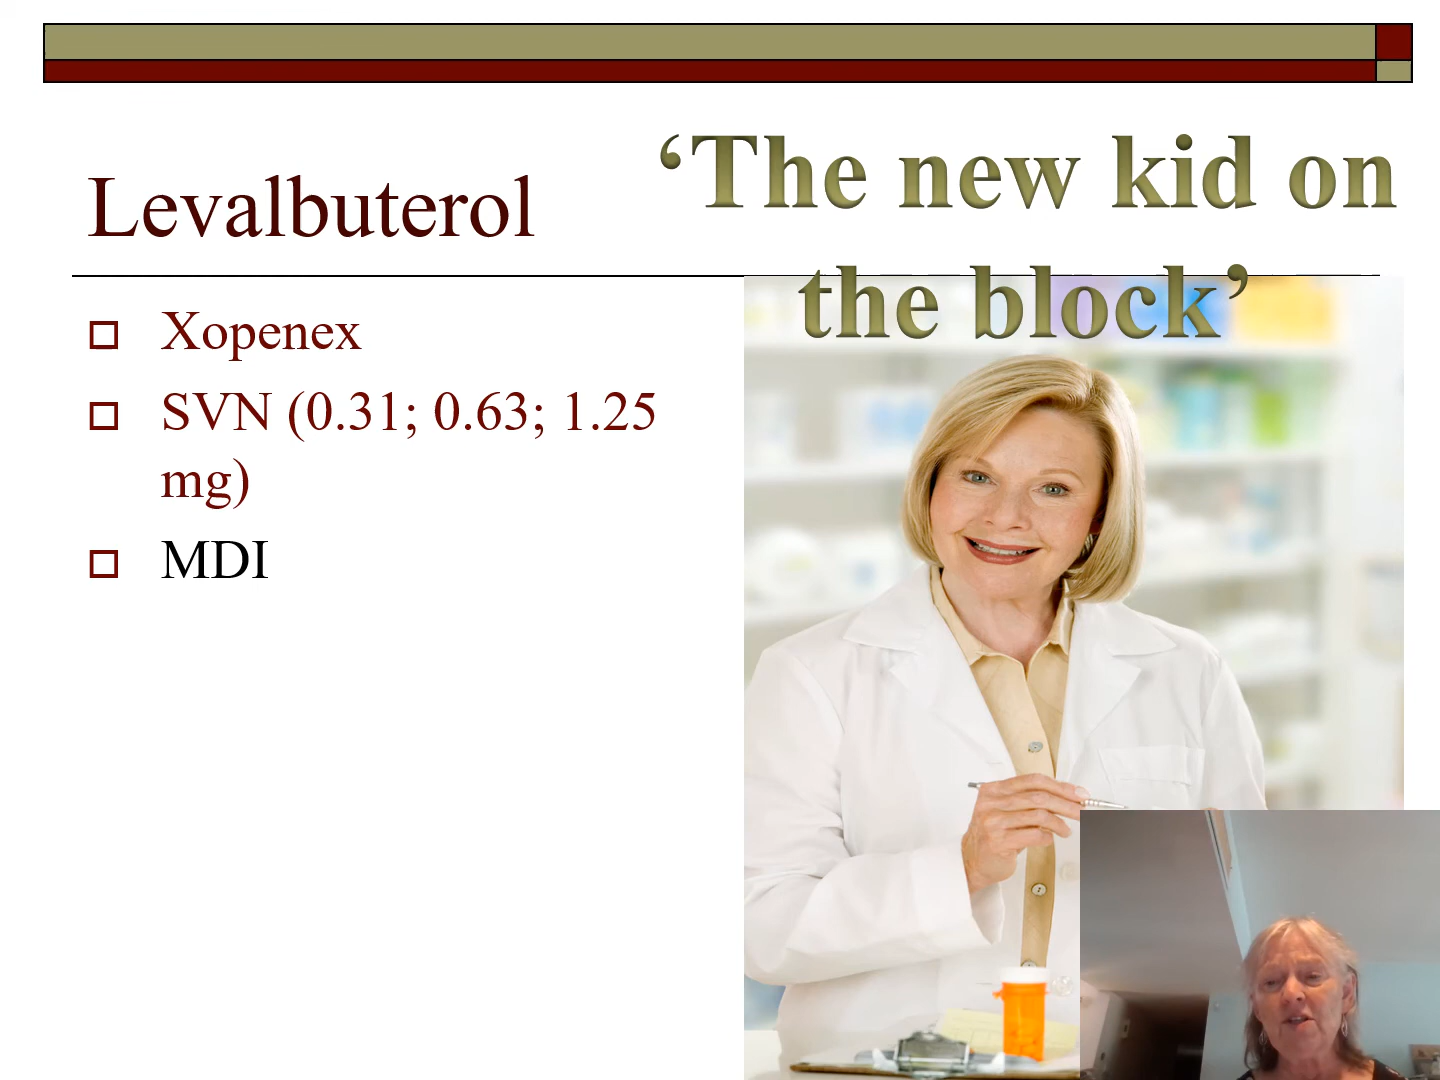 ‘The new kid on
the block’
Levalbuterol
Xopenex
SVN (0.31; 0.63; 1.25
mg)
MDI